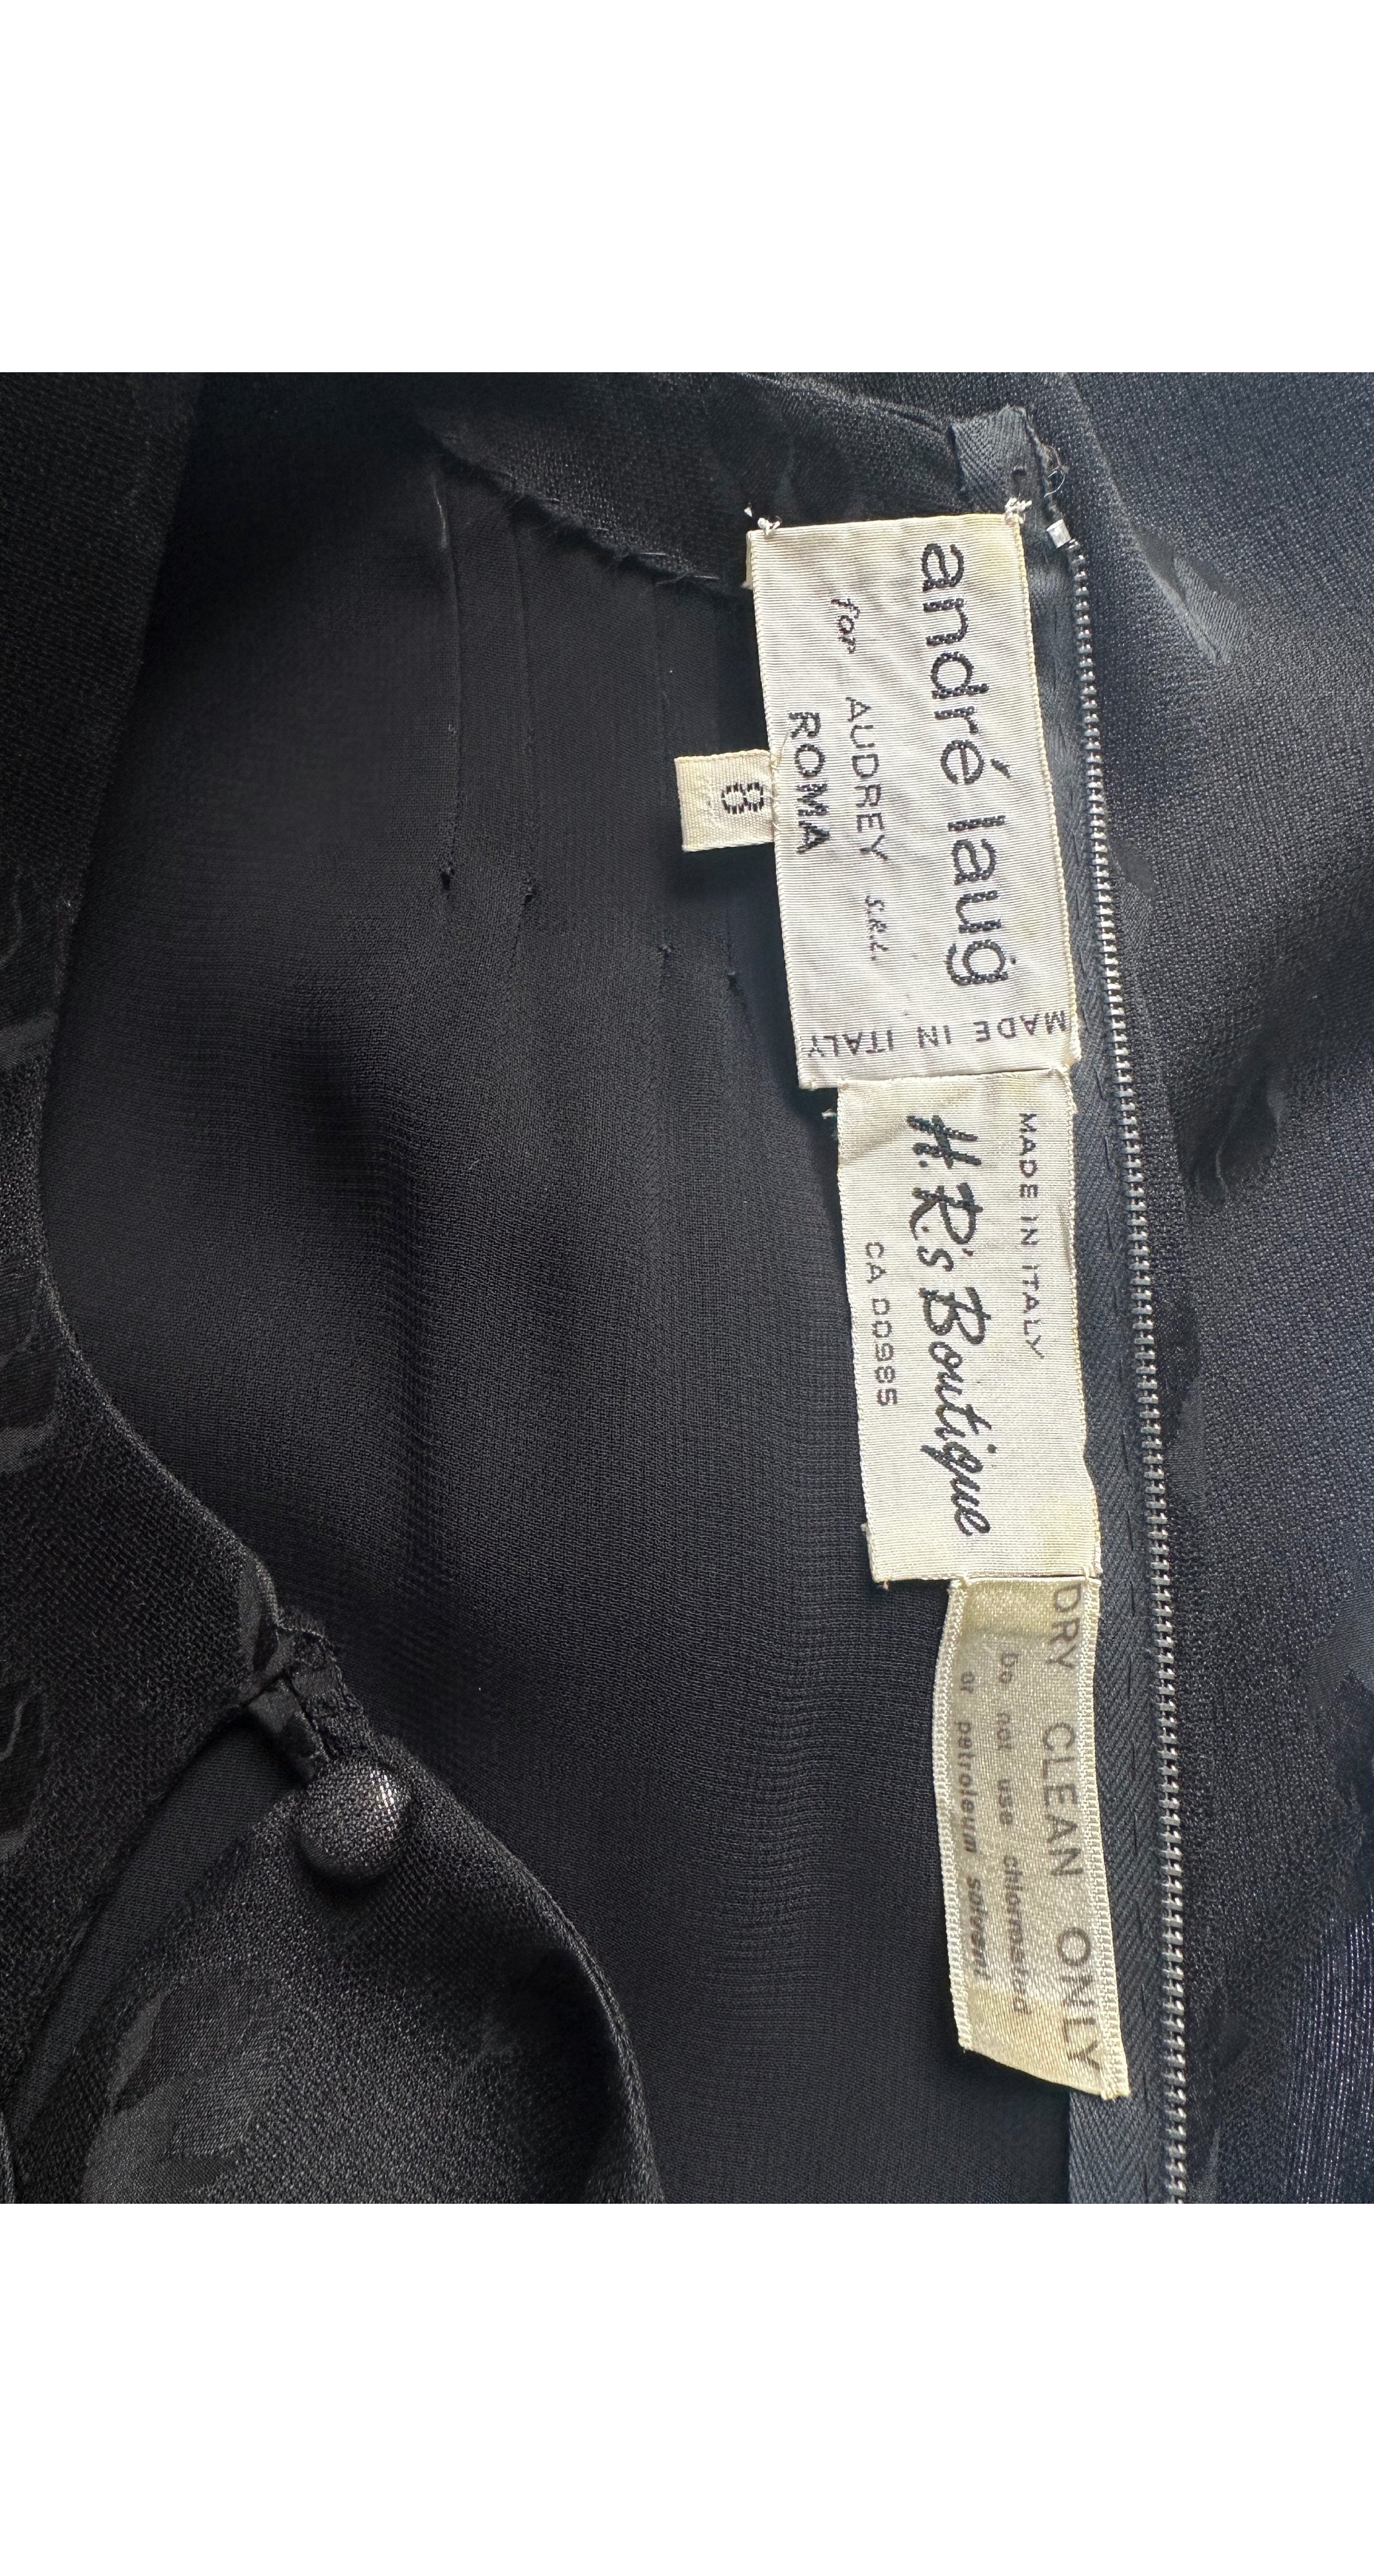 andré laug
for AUDREY S.R.L.
ROMA
MADE IN ITALY
8
MADE IN ITALY
H.R.'s Boutique
CA 00985
DRY CLEAN ONLY
Do not use chlorinated
or petroleum solvent